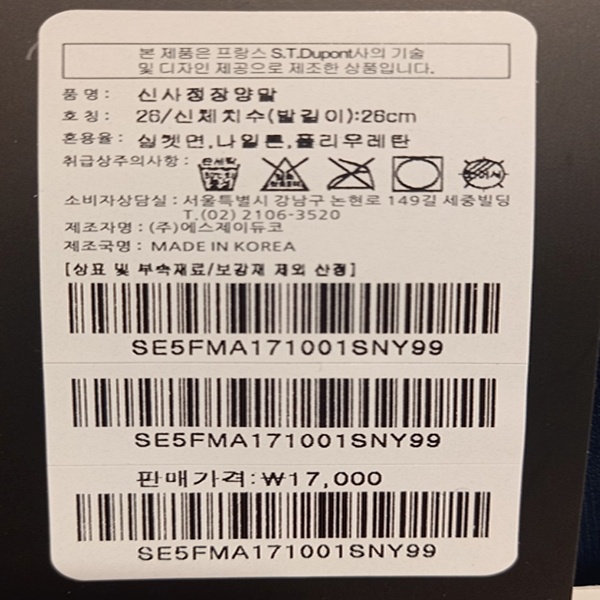 본 제품은 프랑스 S.T.Dupont사의 기술
및 디자인 제공으로 제조한 상품입니다.
품 명 : 신사정장양말
호 칭 : 26/신체치수(발길이):26cm
혼용율 : 실켓면,나일론,폴리우레탄
취급상주의사항 :
소비자상담실 : 서울특별시 강남구 논현로 149길 세중빌딩
T.(02) 2106-3520
제조자명 : (주)에스제이듀코
제조국명 : MADE IN KOREA
[상표 및 부속재료/보강재 제외 산정]
SE5FMA171001SNY99
SE5FMA171001SNY99
판매가격:₩17,000
SE5FMA171001SNY99